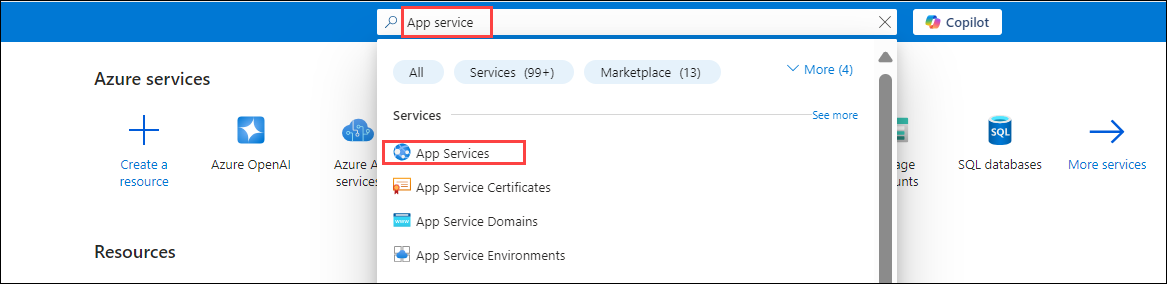 App service
Copilot
All
Services (99+)
Marketplace (13)
More (4)
Azure services
Services
See more
Create a
resource
Azure OpenAI
Azure A
services
App Services
App Service Certificates
App Service Domains
App Service Environments
SQL
SQL databases
More services
Resources